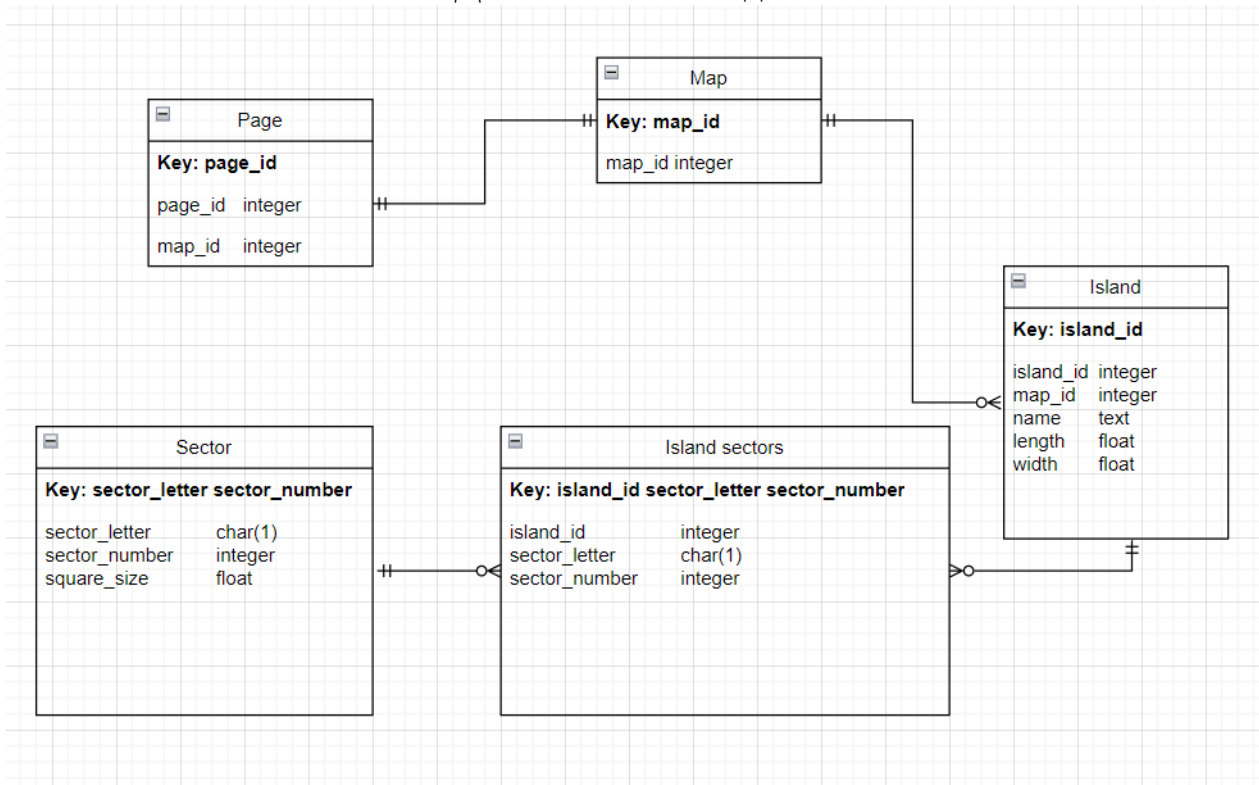 Map
Key: map_id
map_id integer
Page
Key: page_id
page_id integer
map_id integer
Island
Key: island_id
island_id integer
map_id integer
name text
length float
width float
Sector
Key: sector_letter sector_number
sector_letter char(1)
sector_number integer
square_size float
Island sectors
Key: island_id sector_letter sector_number
island_id integer
sector_letter char(1)
sector_number integer